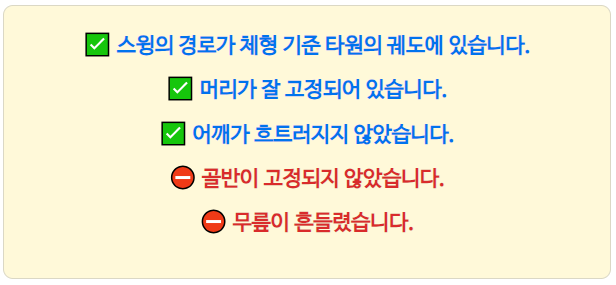 스윙의 경로가 체형 기준 타원의 궤도에 있습니다.
머리가 잘 고정되어 있습니다.
어깨가 흐트러지지 않았습니다.
골반이 고정되지 않았습니다.
무릎이 흔들렸습니다.